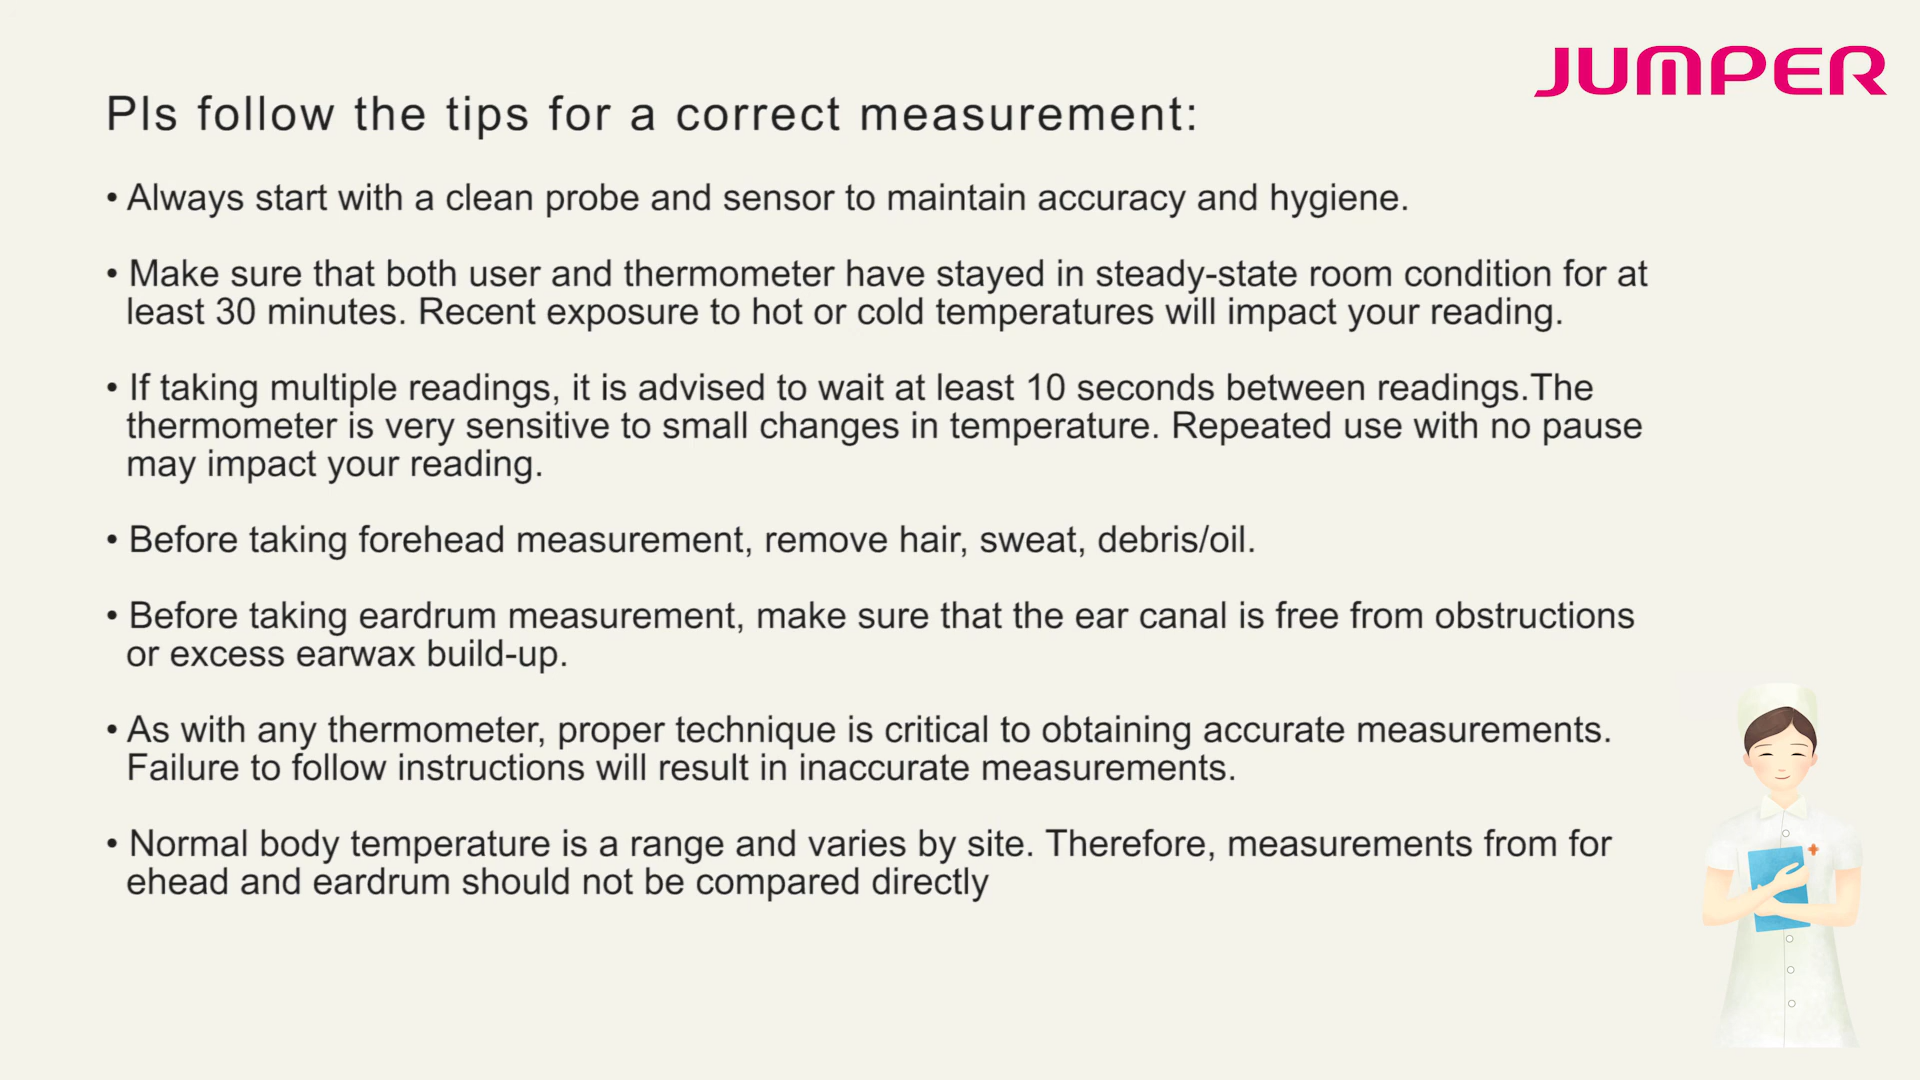 JUMPER
Pls follow the tips for a correct measurement:
• Always start with a clean probe and sensor to maintain accuracy and hygiene.
• Make sure that both user and thermometer have stayed in steady-state room condition for at
least 30 minutes. Recent exposure to hot or cold temperatures will impact your reading.
• If taking multiple readings, it is advised to wait at least 10 seconds between readings.The
thermometer is very sensitive to small changes in temperature. Repeated use with no pause
may impact your reading.
• Before taking forehead measurement, remove hair, sweat, debris/oil.
• Before taking eardrum measurement, make sure that the ear canal is free from obstructions
or excess earwax build-up.
• As with any thermometer, proper technique is critical to obtaining accurate measurements.
Failure to follow instructions will result in inaccurate measurements.
• Normal body temperature is a range and varies by site. Therefore, measurements from for
ehead and eardrum should not be compared directly